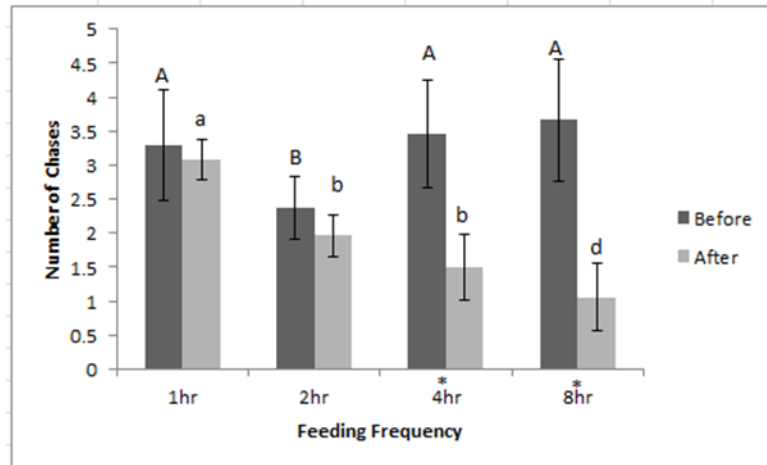 5
4.5
4
3.5
3
2.5
2
1.5
1
0.5
0
Number of Chases
A
a
B
b
A
b
A
d
* *
1hr 2hr 4hr 8hr
Feeding Frequency
Before
After